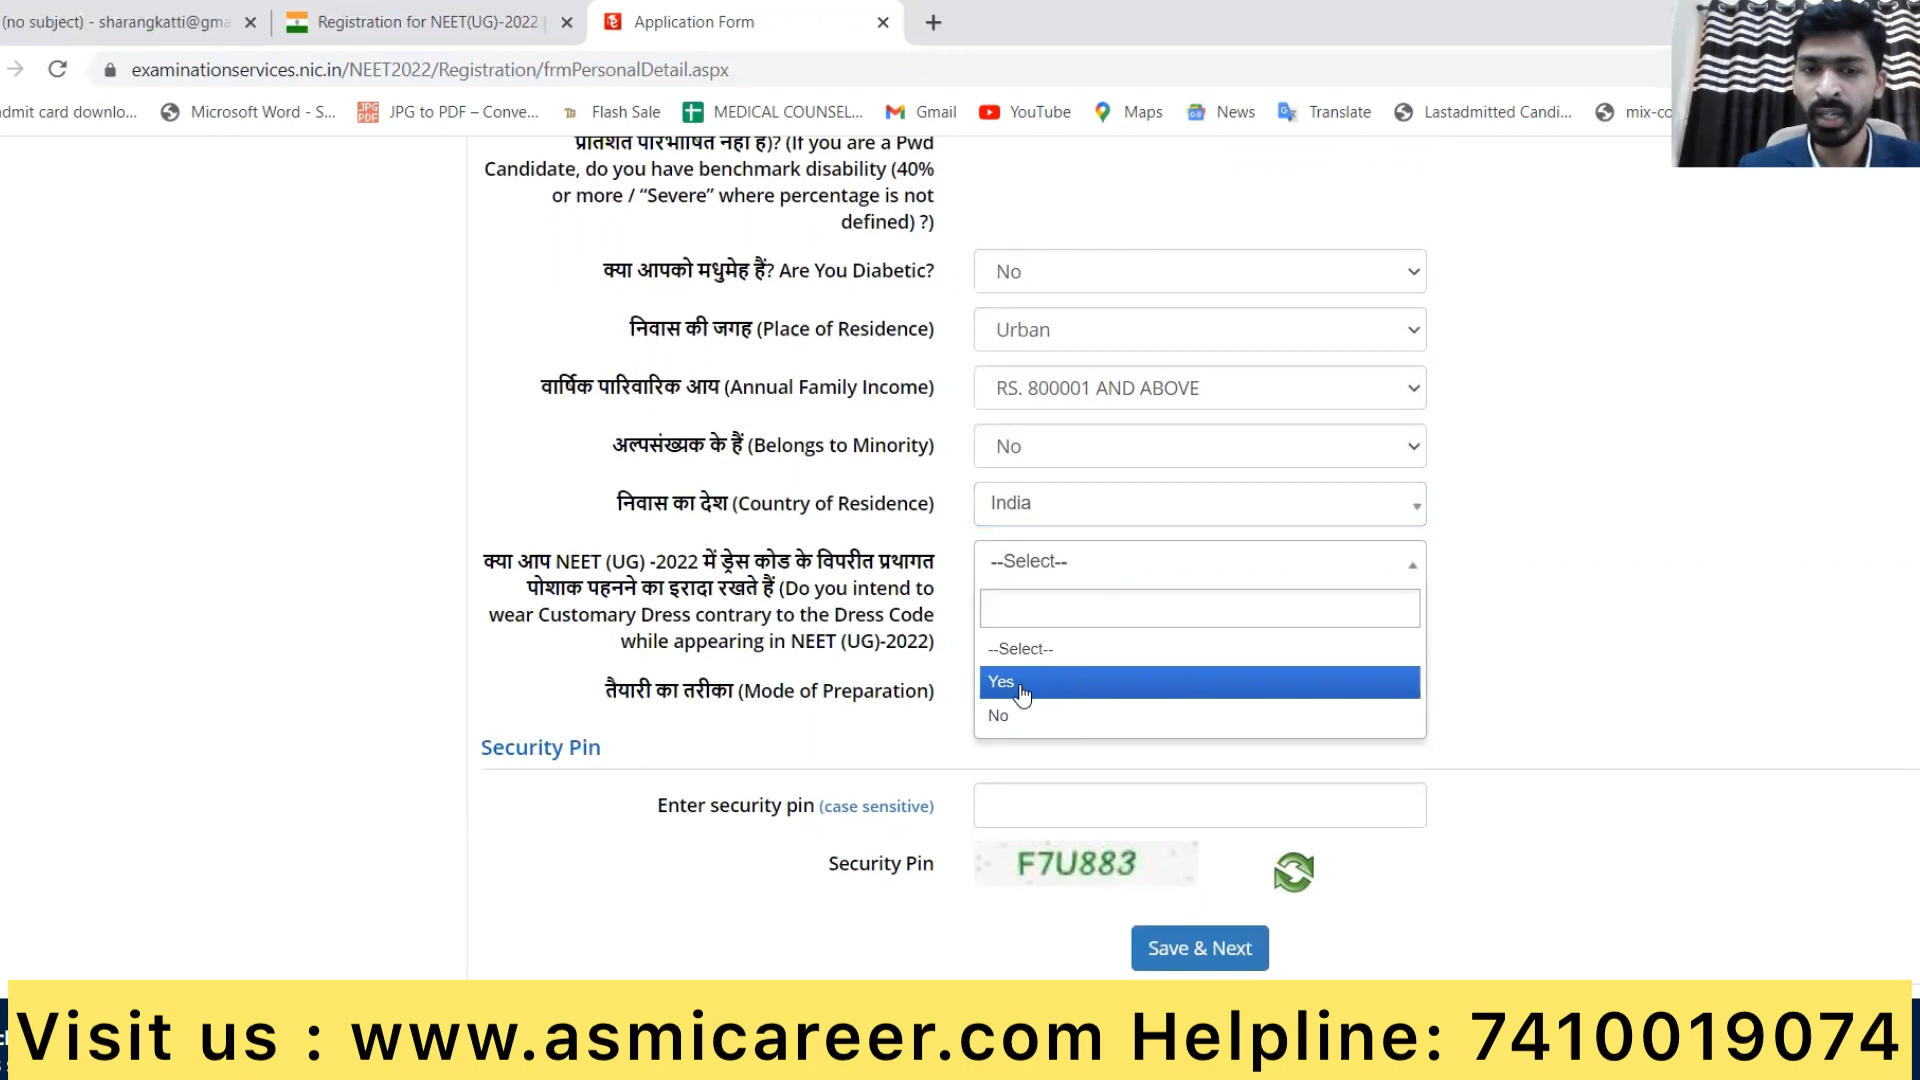 (no subject) - sharangkatti@gma
Registration for NEET(UG)-2022
Application Form
examinationservices.nic.in/NEET2022/Registration/frmPersonalDetail.aspx
dmit card downlo...
Microsoft Word - S...
JPG to PDF – Conve...
Flash Sale
MEDICAL COUNSEL...
Gmail
YouTube
Maps
News
Translate
Lastadmitted Candi...
mix-co
प्रतिशत परिभाषित नहीं है)? (If you are a Pwd
Candidate, do you have benchmark disability (40%
or more / “Severe” where percentage is not
defined) ?)
क्या आपको मधुमेह हैं? Are You Diabetic?
No
निवास की जगह (Place of Residence)
Urban
वार्षिक पारिवारिक आय (Annual Family Income)
RS. 800001 AND ABOVE
अल्पसंख्यक के हैं (Belongs to Minority)
No
निवास का देश (Country of Residence)
India
क्या आप NEET (UG) -2022 में ड्रेस कोड के विपरीत प्रथागत
पोशाक पहनने का इरादा रखते हैं (Do you intend to
wear Customary Dress contrary to the Dress Code
while appearing in NEET (UG)-2022)
--Select--
--Select--
Yes
No
तैयारी का तरीका (Mode of Preparation)
Security Pin
Enter security pin (case sensitive)
Security Pin
F7U883
Save & Next
Visit us : www.asmicareer.com Helpline: 7410019074